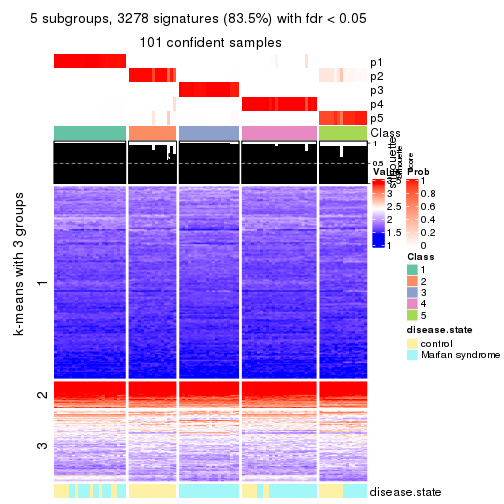 5 subgroups, 3278 signatures (83.5%) with fdr < 0.05
101 confident samples
p1
p2
p3
p4
p5
Class
1
0.5
silhouette
score
k-means with 3 groups
1
2
3
Value
3
2.5
2
1.5
1
Prob
1
0.8
0.6
0.4
0.2
0
Class
1
2
3
4
5
disease.state
control
Marfan syndrome
disease.state